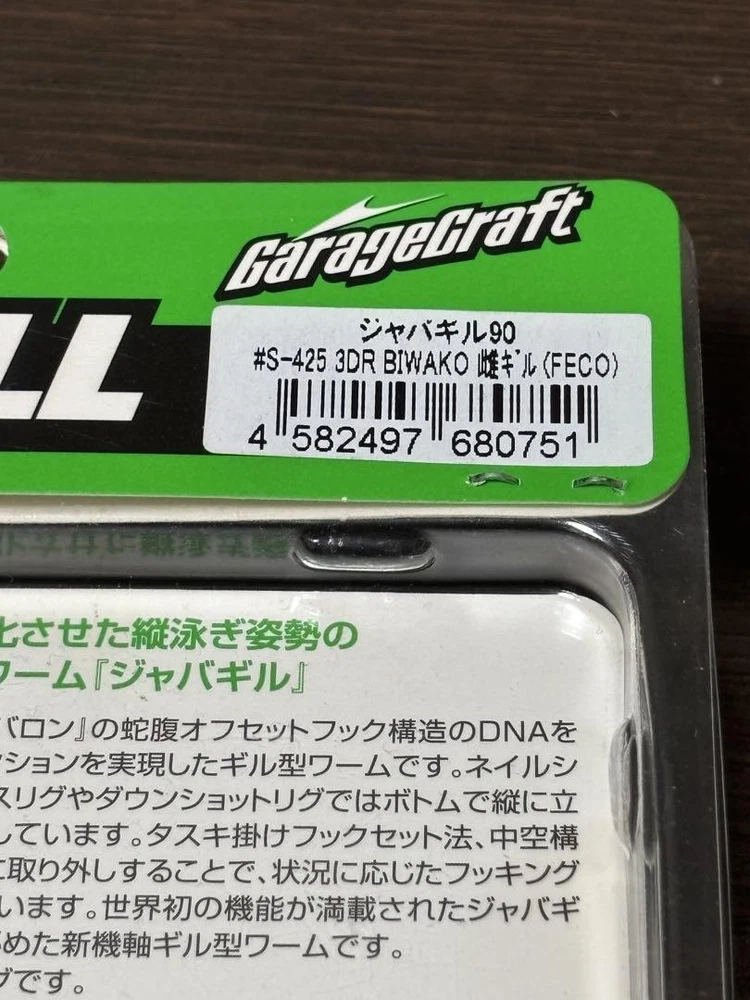 GarageCraft
LL
ジャバギル90
#S-425 3DR BIWAKO 雌ギル(FECO)
4 582497 680751
化させた縦泳ぎ姿勢の
ワーム『ジャバギル』
バロン』の蛇腹オフセットフック構造のDNAを
クションを実現したギル型ワームです。ネイルシ
スリグやダウンショットリグではボトムで縦に立
しています。タスキ掛けフックセット法、中空構
に取り外しすることで、状況に応じたフッキング
います。世界初の機能が満載されたジャバギ
めた新機軸ギル型ワームです。
グです。